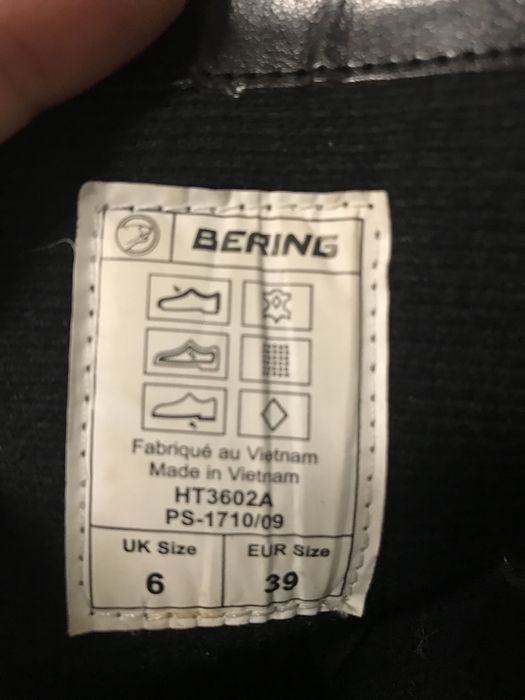 BERING
Fabriqué au Vietnam
Made in Vietnam
HT3602A
PS-1710/09
UK Size EUR Size
6 39